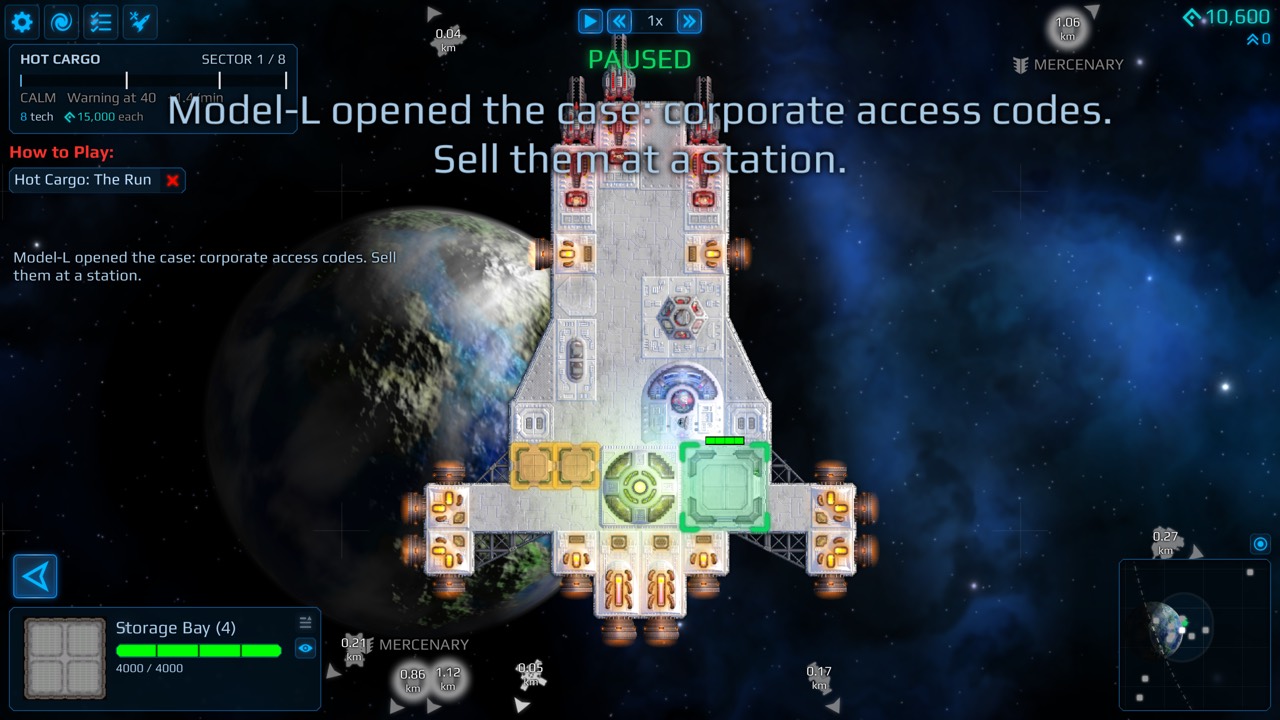 1x
10,600
0
HOT CARGO SECTOR 1 / 8
CALM Warning at 40 1.4/min
8 tech 15,000 each
0.04 km
PAUSED
1.06 km
MERCENARY
Model-L opened the case: corporate access codes.
Sell them at a station.
How to Play:
Hot Cargo: The Run
Model-L opened the case: corporate access codes. Sell
them at a station.
0.27 km
Storage Bay (4)
4000 / 4000
0.21 km
MERCENARY
0.86 km
1.12 km
0.05 km
0.17 km